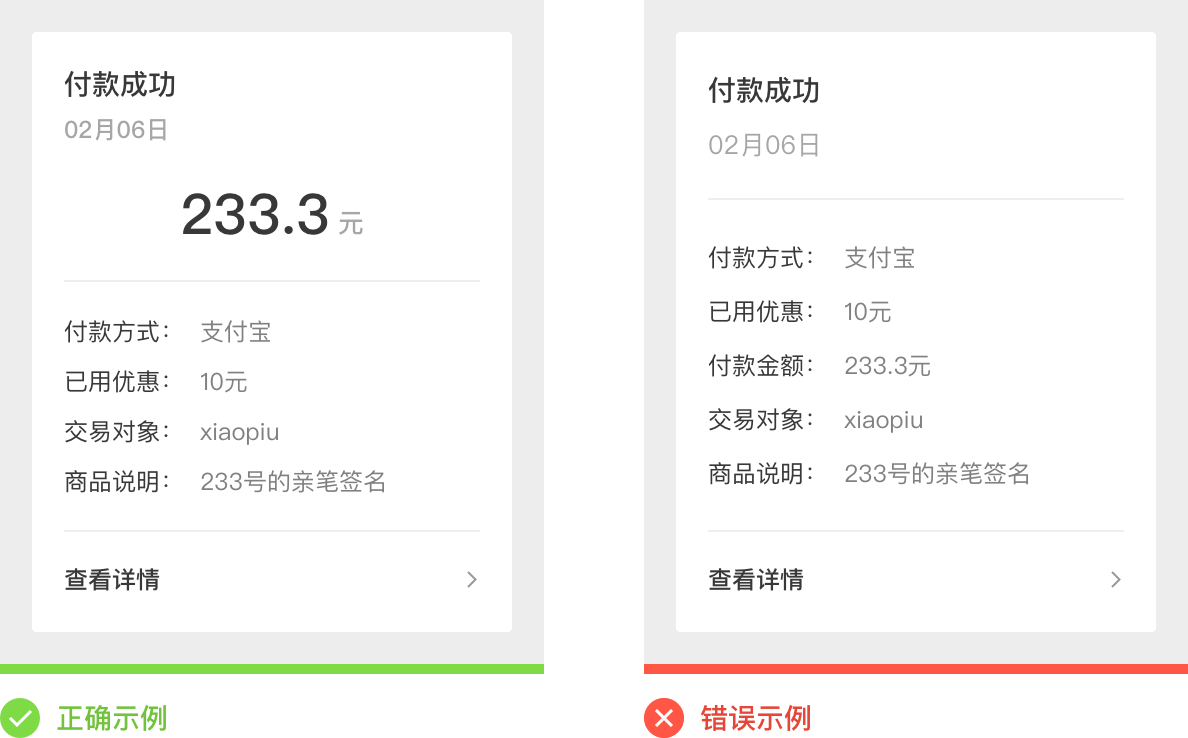 付款成功
02月06日
233.3 元
付款方式： 支付宝
已用优惠： 10元
交易对象： xiaopiu
商品说明： 233号的亲笔签名
查看详情
正确示例
付款成功
02月06日
付款方式： 支付宝
已用优惠： 10元
付款金额： 233.3元
交易对象： xiaopiu
商品说明： 233号的亲笔签名
查看详情
错误示例